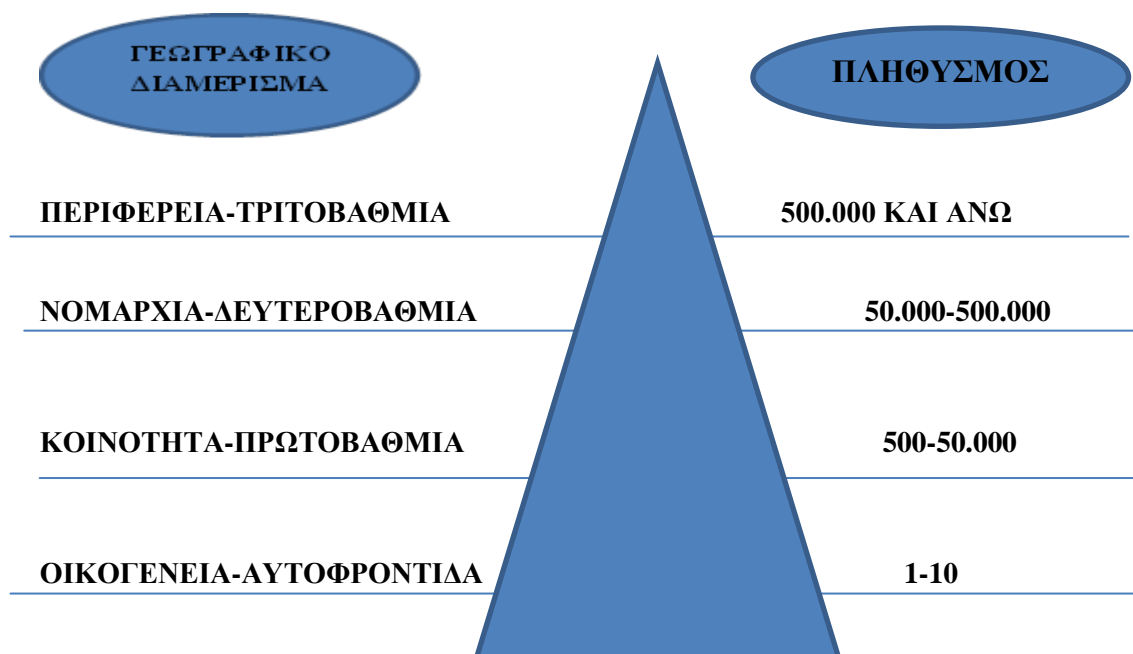 ΓΕΩΓΡΑΦΙΚΟ
ΔΙΑΜΕΡΙΣΜΑ
ΠΛΗΘΥΣΜΟΣ
ΠΕΡΙΦΕΡΕΙΑ-ΤΡΙΤΟΒΑΘΜΙΑ 500.000 ΚΑΙ ΑΝΩ
ΝΟΜΑΡΧΙΑ-ΔΕΥΤΕΡΟΒΑΘΜΙΑ 50.000-500.000
ΚΟΙΝΟΤΗΤΑ-ΠΡΩΤΟΒΑΘΜΙΑ 500-50.000
ΟΙΚΟΓΕΝΕΙΑ-ΑΥΤΟΦΡΟΝΤΙΔΑ 1-10